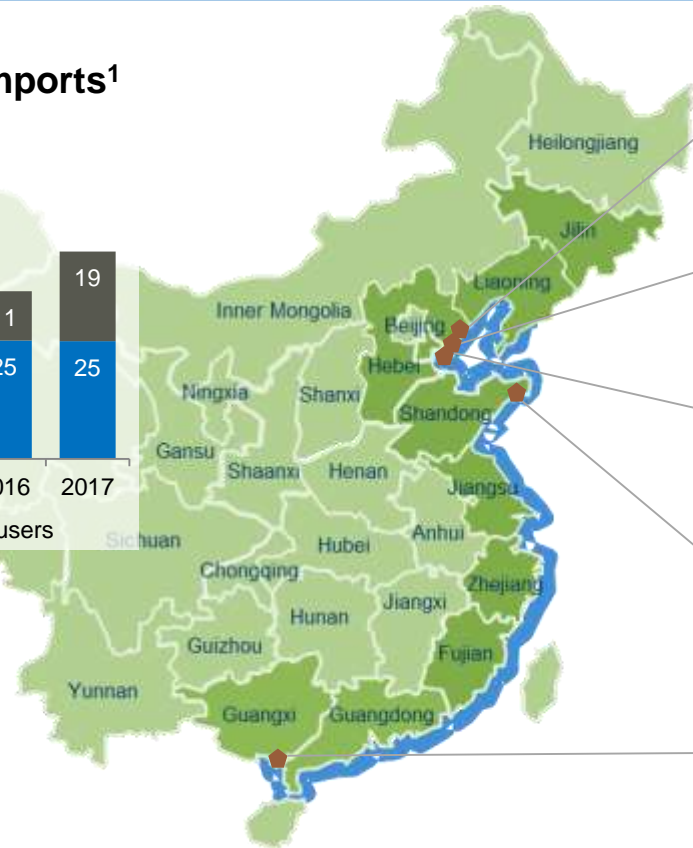 mports¹
Heilongjiang
Jilin
Liaoning
19
Inner Mongolia
Beijing
1
25
25
Hebei
Ningxia
Shanxi
Shandong
Gansu
Shaanxi
Henan
Jiangsu
016
2017
users
Anhui
Sichuan
Hubei
Chongqing
Zhejiang
Hunan
Jiangxi
Guizhou
Fujian
Yunnan
Guangxi
Guangdong